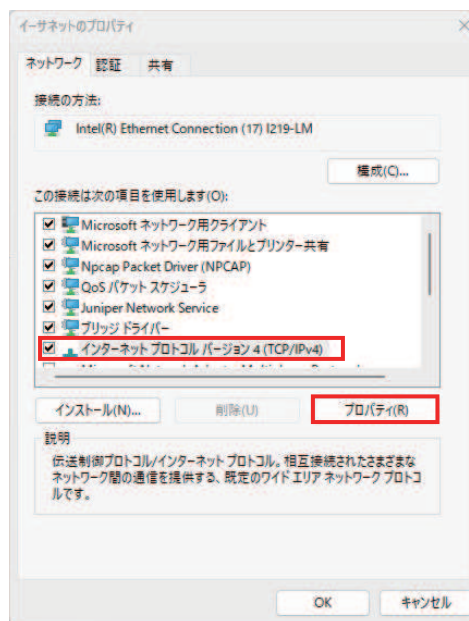 イーサネットのプロパティ
ネットワーク 認証 共有
接続の方法:
Intel(R) Ethernet Connection (17) I219-LM
構成(C)...
この接続は次の項目を使用します(O):
Microsoft ネットワーク用クライアント
Microsoft ネットワーク用ファイルとプリンター共有
Npcap Packet Driver (NPCAP)
QoS パケット スケジューラ
Juniper Network Service
ブリッジ ドライバー
インターネット プロトコル バージョン 4 (TCP/IPv4)
インストール(N)... 削除(U) プロパティ(R)
説明
伝送制御プロトコル/インターネット プロトコル。相互接続されたさまざまな
ネットワーク間の通信を提供する、既定のワイド エリア ネットワーク プロトコ
ルです。
OK キャンセル